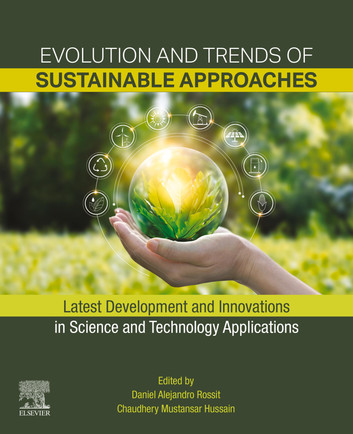 EVOLUTION AND TRENDS OF
SUSTAINABLE APPROACHES
Latest Development and Innovations
in Science and Technology Applications
Edited by
Daniel Alejandro Rossit
Chaudhery Mustansar Hussain
ELSEVIER